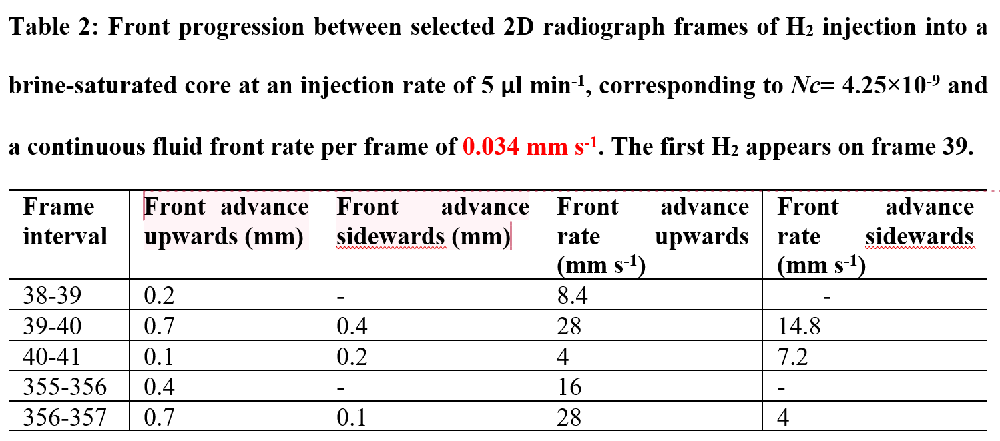 Table 2: Front progression between selected 2D radiograph frames of H₂ injection into a
brine-saturated core at an injection rate of 5 µl min⁻¹, corresponding to Nc= 4.25×10⁻⁹ and
a continuous fluid front rate per frame of 0.034 mm s⁻¹. The first H₂ appears on frame 39.
Frame interval | Front advance upwards (mm) | Front advance sidewards (mm) | Front advance rate upwards (mm s⁻¹) | Front advance rate sidewards (mm s⁻¹)
38-39 | 0.2 | - | 8.4 | -
39-40 | 0.7 | 0.4 | 28 | 14.8
40-41 | 0.1 | 0.2 | 4 | 7.2
355-356 | 0.4 | - | 16 | -
356-357 | 0.7 | 0.1 | 28 | 4